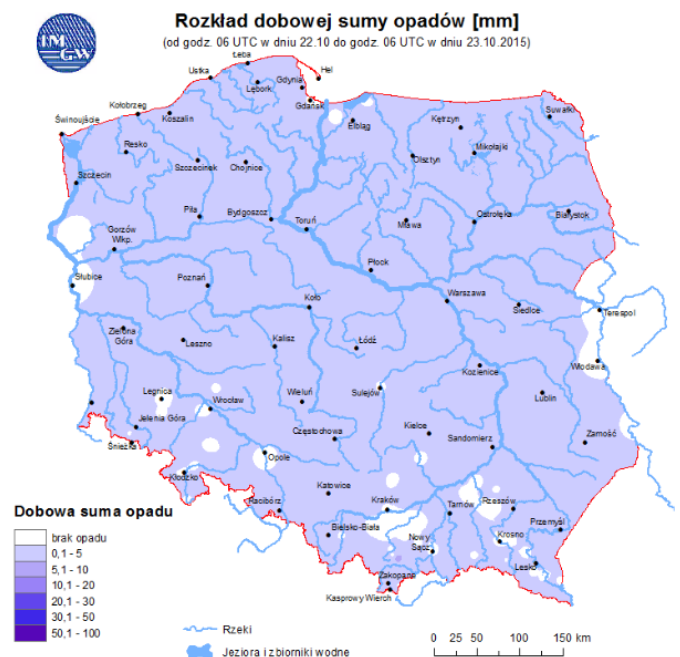 Rozkład dobowej sumy opadów [mm]
(od godz. 06 UTC w dniu 22.10 do godz. 06 UTC w dniu 23.10.2015)
IM
GW
Łeba
Ustka
Hel
Gdynia
Lębork
Gdańsk
Kołobrzeg
Koszalin
Suwałki
Świnoujście
Elbląg
Kętrzyn
Resko
Mikołajki
Szczecinek
Chojnice
Olsztyn
Szczecin
Piła
Bydgoszcz
Toruń
Ostrołęka
Białystok
Mława
Gorzów
Wlkp.
Płock
Słubice
Poznań
Koło
Warszawa
Siedlce
Terespol
Zielona
Góra
Leszno
Kalisz
Łódź
Kozienice
Włodawa
Legnica
Wrocław
Wieluń
Sulejów
Lublin
Jelenia Góra
Częstochowa
Kielce
Sandomierz
Zamość
Śnieżka
Opole
Kłodzko
Katowice
Racibórz
Kraków
Tarnów
Rzeszów
Przemyśl
Bielsko-Biała
Nowy
Sącz
Krosno
Lesko
Zakopane
Kasprowy Wierch
Dobowa suma opadu
brak opadu
0,1 - 5
5,1 - 10
10,1 - 20
20,1 - 30
30,1 - 50
50,1 - 100
Rzeki
Jeziora i zbiorniki wodne
0 25 50 100 150 km